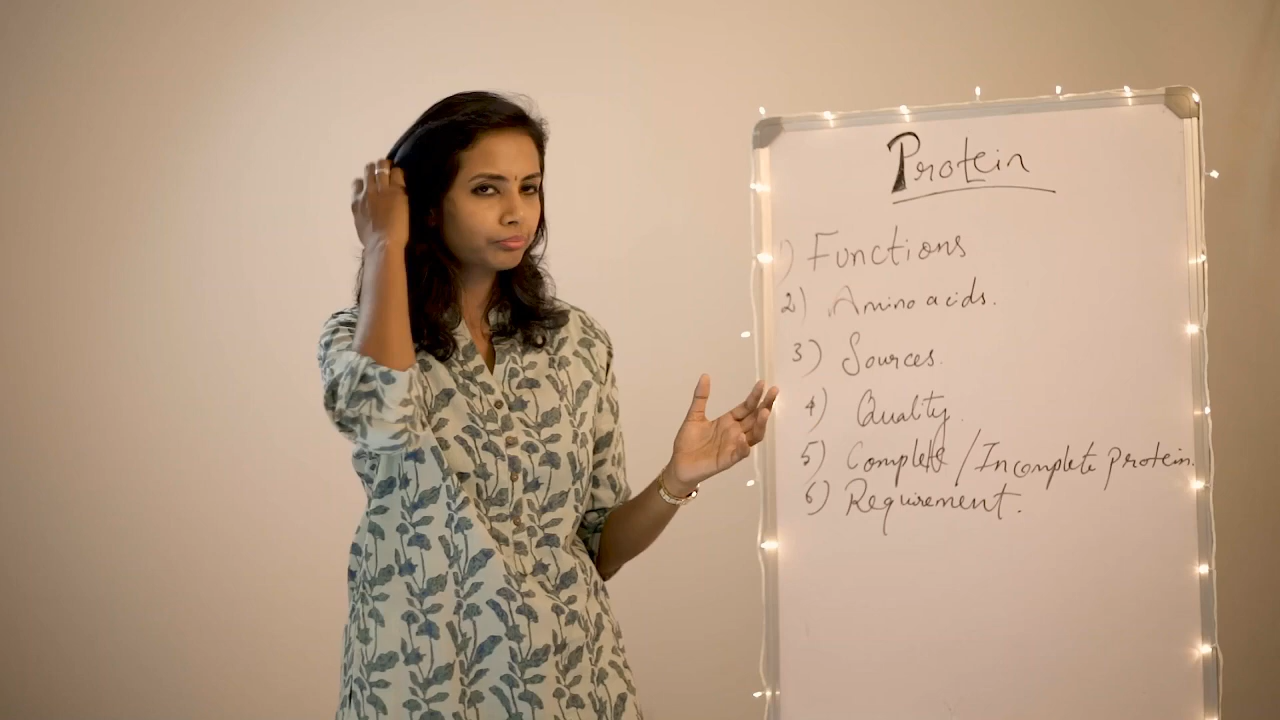 Protein
1) Functions
2) Amino acids.
3) Sources.
4) Quality.
5) Complete / Incomplete protein.
6) Requirement.